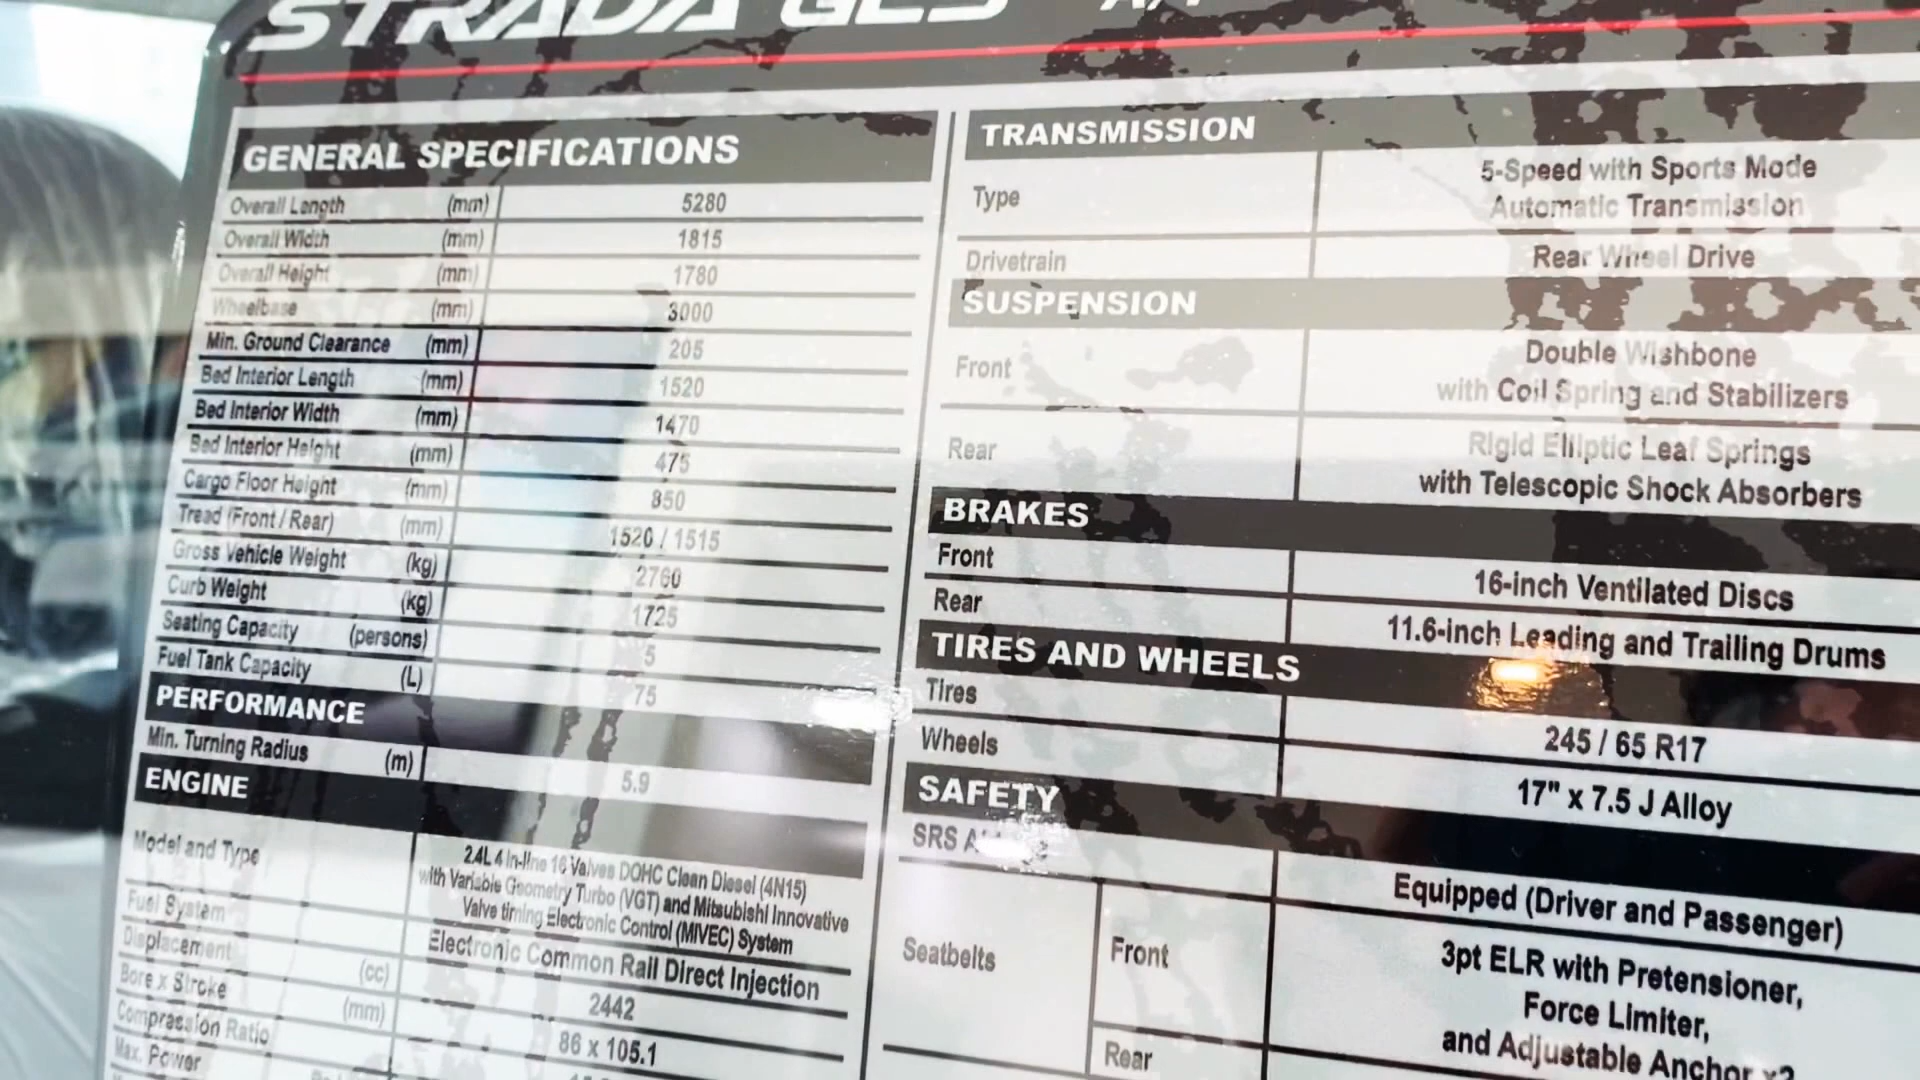 STRADA GLS A/T
GENERAL SPECIFICATIONS
Overall Length (mm) 5280
Overall Width (mm) 1815
Overall Height (mm) 1780
Wheelbase (mm) 3000
Min. Ground Clearance (mm) 205
Bed Interior Length (mm) 1520
Bed Interior Width (mm) 1470
Bed Interior Height (mm) 475
Cargo Floor Height (mm) 850
Tread (Front / Rear) (mm) 1520 / 1515
Gross Vehicle Weight (kg) 2760
Curb Weight (kg) 1725
Seating Capacity (persons) 5
Fuel Tank Capacity (L) 75
PERFORMANCE
Min. Turning Radius (m) 5.9
ENGINE
Model and Type
2.4L 4 In-line 16 Valves DOHC Clean Diesel (4N15)
with Variable Geometry Turbo (VGT) and Mitsubishi Innovative
Valve timing Electronic Control (MIVEC) System
Fuel System Electronic Common Rail Direct Injection
Displacement (cc) 2442
Bore x Stroke (mm) 86 x 105.1
Compression Ratio
Max. Power
TRANSMISSION
Type
5-Speed with Sports Mode
Automatic Transmission
Drivetrain Rear Wheel Drive
SUSPENSION
Front
Double Wishbone
with Coil Spring and Stabilizers
Rear
Rigid Elliptic Leaf Springs
with Telescopic Shock Absorbers
BRAKES
Front 16-inch Ventilated Discs
Rear 11.6-inch Leading and Trailing Drums
TIRES AND WHEELS
Tires 245 / 65 R17
Wheels 17" x 7.5 J Alloy
SAFETY
SRS Equipped (Driver and Passenger)
Seatbelts Front
3pt ELR with Pretensioner,
Force Limiter,
and Adjustable Anchor x2
Rear